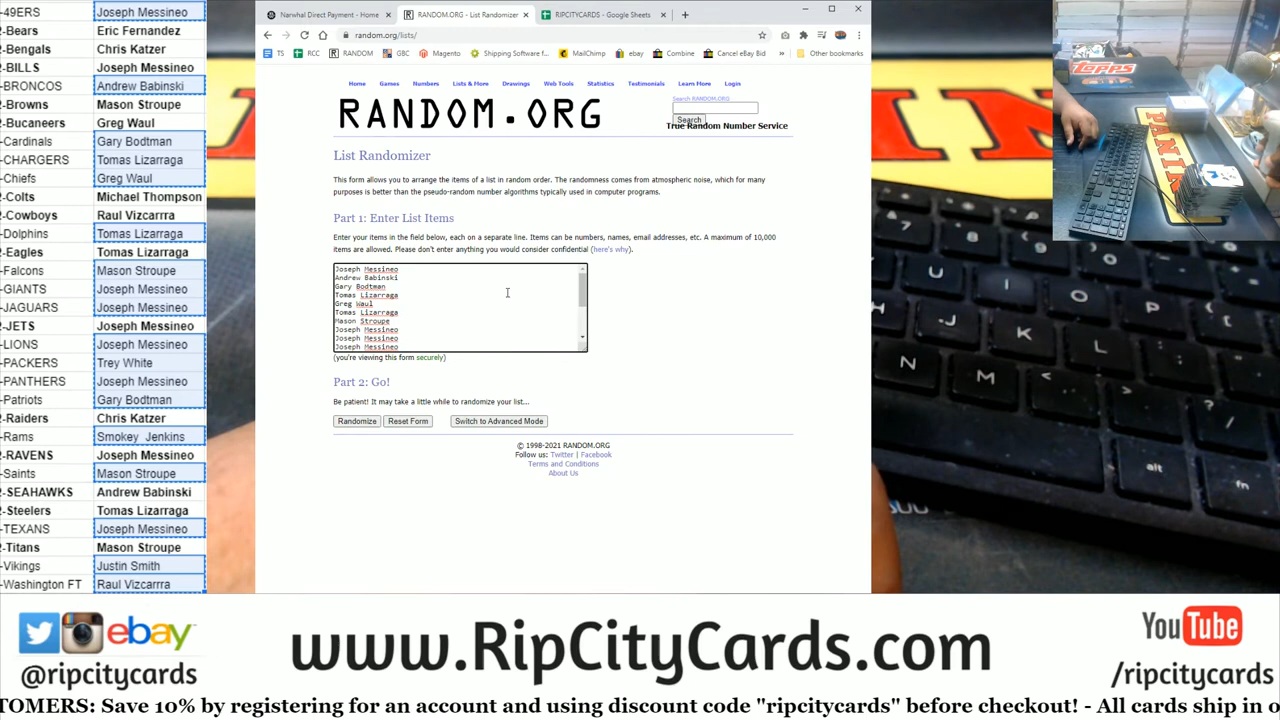 -49ERS Joseph Messineo
-Bears Eric Fernandez
-Bengals Chris Katzer
-BILLS Joseph Messineo
-BRONCOS Andrew Babinski
-Browns Mason Stroupe
-Bucaneers Greg Waul
-Cardinals Gary Bodtman
-CHARGERS Tomas Lizarraga
-Chiefs Greg Waul
-Colts Michael Thompson
-Cowboys Raul Vizcarrra
-Dolphins Tomas Lizarraga
-Eagles Tomas Lizarraga
-Falcons Mason Stroupe
-GIANTS Joseph Messineo
-JAGUARS Joseph Messineo
-JETS Joseph Messineo
-LIONS Joseph Messineo
-PACKERS Trey White
-PANTHERS Joseph Messineo
-Patriots Gary Bodtman
-Raiders Chris Katzer
-Rams Smokey Jenkins
-RAVENS Joseph Messineo
-Saints Mason Stroupe
-SEAHAWKS Andrew Babinski
-Steelers Tomas Lizarraga
-TEXANS Joseph Messineo
-Titans Mason Stroupe
-Vikings Justin Smith
-Washington FT Raul Vizcarrra
Narwhal Direct Payment - Home
RANDOM.ORG - List Randomizer
RIPCITYCARDS - Google Sheets
random.org/lists/
TS RCC RANDOM GBC Magento Shipping Software f... MailChimp ebay Combine Cancel eBay Bid » Other bookmarks
Home Games Numbers Lists & More Drawings Web Tools Statistics Testimonials Learn More Login
RANDOM.ORG
Search RANDOM.ORG
Search
True Random Number Service
List Randomizer
This form allows you to arrange the items of a list in random order. The randomness comes from atmospheric noise, which for many
purposes is better than the pseudo-random number algorithms typically used in computer programs.
Part 1: Enter List Items
Enter your items in the field below, each on a separate line. Items can be numbers, names, email addresses, etc. A maximum of 10,000
items are allowed. Please don't enter anything you would consider confidential (here's why).
Joseph Messineo
Andrew Babinski
Gary Bodtman
Tomas Lizarraga
Greg Waul
Tomas Lizarraga
Mason Stroupe
Joseph Messineo
Joseph Messineo
Joseph Messineo
(you're viewing this form securely)
Part 2: Go!
Be patient! It may take a little while to randomize your list...
Randomize Reset Form Switch to Advanced Mode
© 1998-2021 RANDOM.ORG
Follow us: Twitter | Facebook
Terms and Conditions
About Us
Topps
PANINI
ebay
@ripcitycards
www.RipCityCards.com
YouTube
/ripcitycards
TOMERS: Save 10% by registering for an account and using discount code "ripcitycards" before checkout! - All cards ship in o